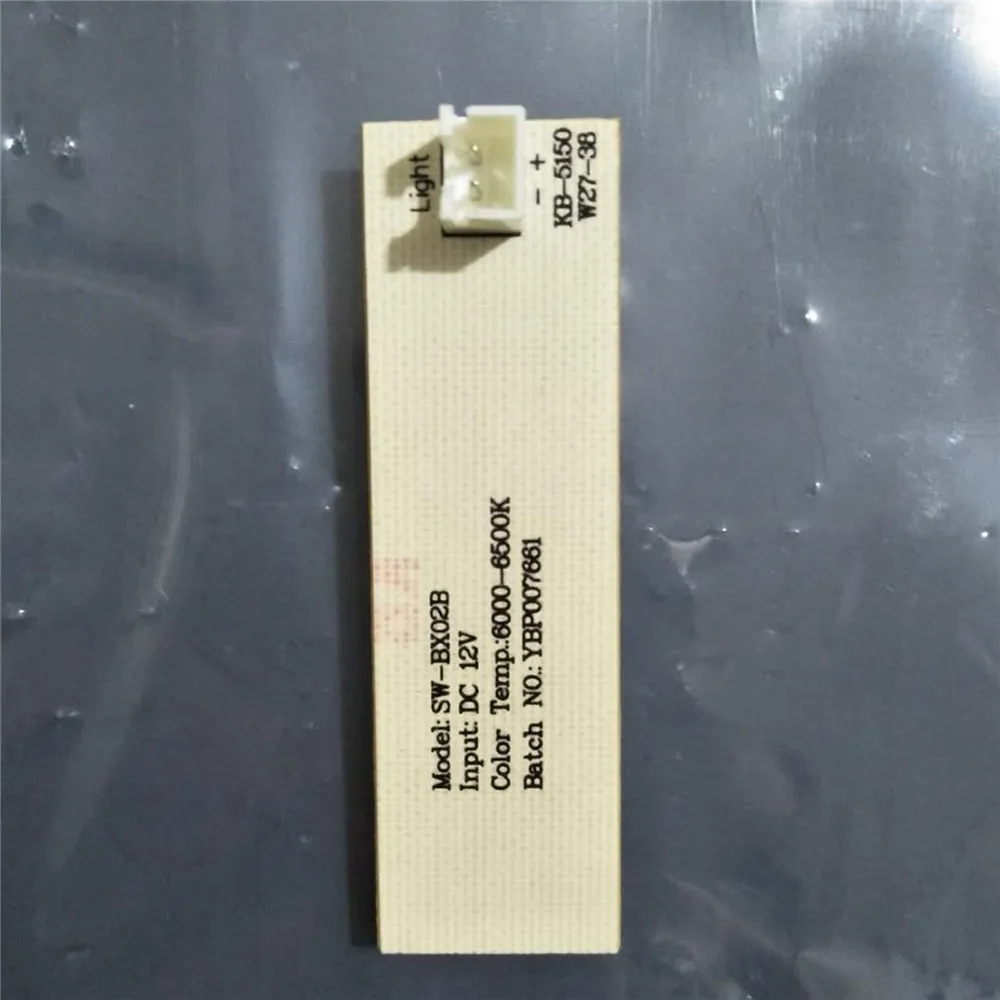 Light
- +
KB-5150
W27-38
Model: SW-BX02B
Input: DC 12V
Color Temp.:6000-6500K
Batch NO.: YBP007661